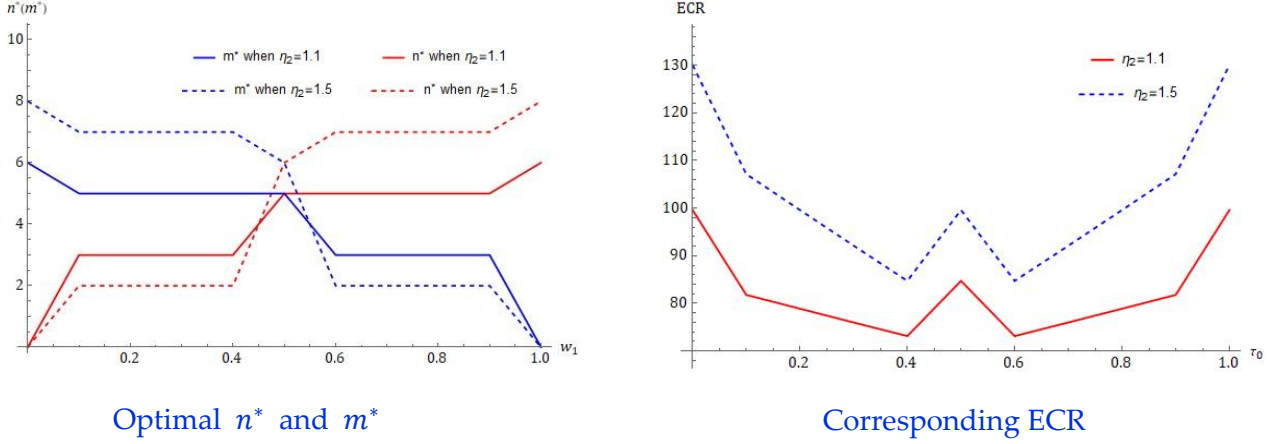 n*(m*)
10
8
6
4
2
0.2 0.4 0.6 0.8 1.0 w₁
m* when η₂=1.1
n* when η₂=1.1
m* when η₂=1.5
n* when η₂=1.5
Optimal n* and m*
ECR
130
120
110
100
90
80
0.2 0.4 0.6 0.8 1.0 τ₀
η₂=1.1
η₂=1.5
Corresponding ECR